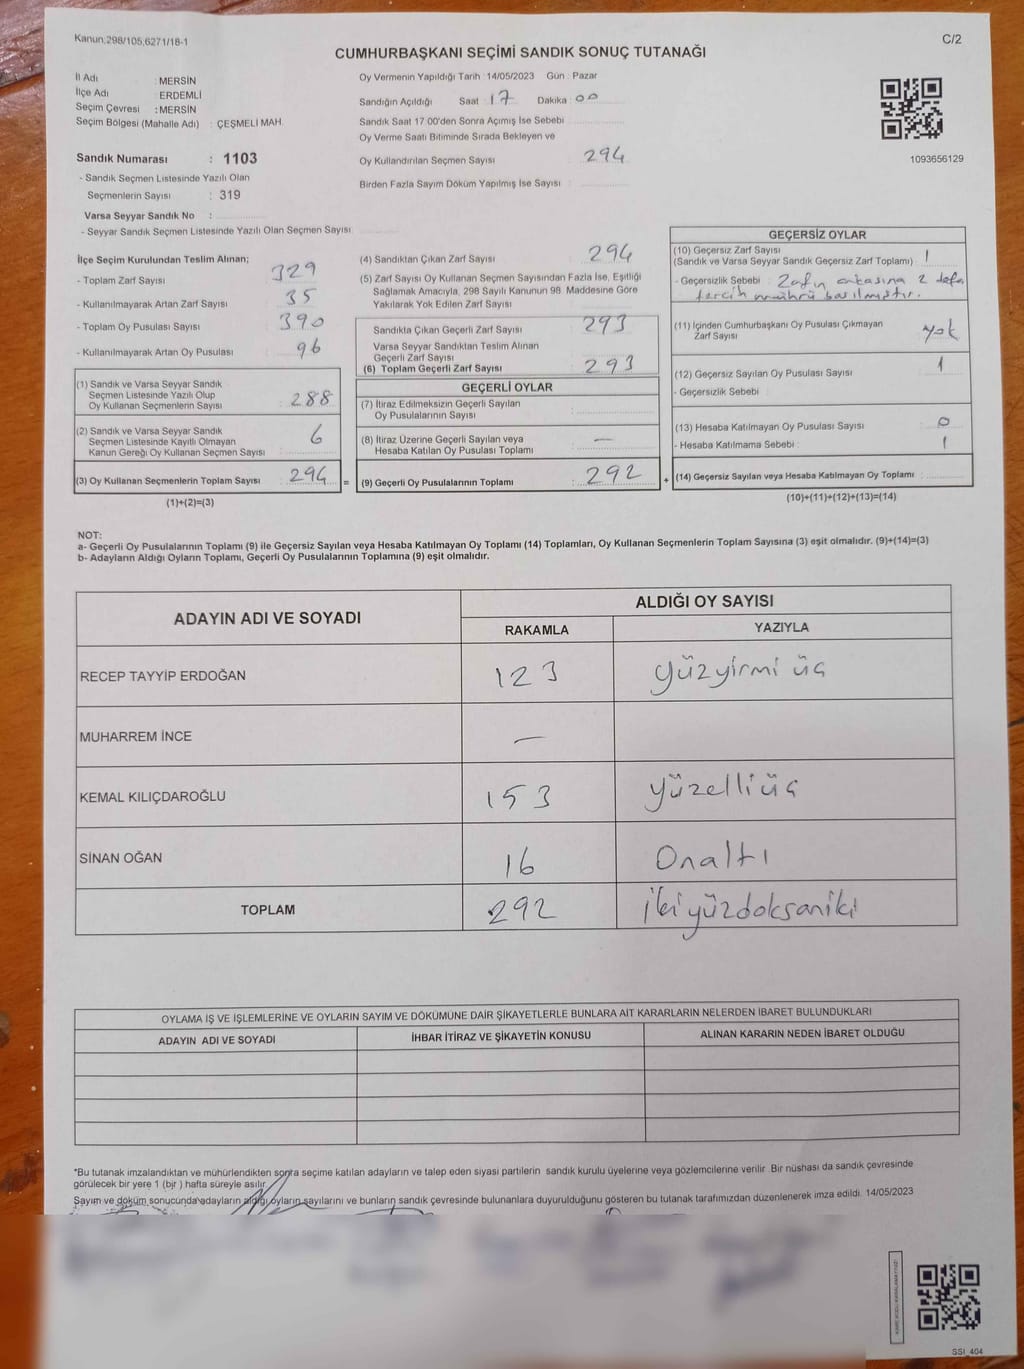 Kanun:298/105,6271/18-1
C/2
CUMHURBAŞKANI SEÇİMİ SANDIK SONUÇ TUTANAĞI
İl Adı : MERSİN
İlçe Adı : ERDEMLİ
Seçim Çevresi : MERSİN
Seçim Bölgesi (Mahalle Adı) : ÇEŞMELİ MAH.
Sandık Numarası : 1103
- Sandık Seçmen Listesinde Yazılı Olan
Seçmenlerin Sayısı : 319
Varsa Seyyar Sandık No :
- Seyyar Sandık Seçmen Listesinde Yazılı Olan Seçmen Sayısı
Oy Vermenin Yapıldığı Tarih : 14/05/2023 Gün : Pazar
Sandığın Açıldığı Saat : 17 Dakika : 00
Sandık Saat 17:00'den Sonra Açımış İse Sebebi
Oy Verme Saati Bitiminde Sırada Bekleyen ve
Oy Kullandırılan Seçmen Sayısı : 294
Birden Fazla Sayım Döküm Yapılmış İse Sayısı :
1093656129
İlçe Seçim Kurulundan Teslim Alınan;
- Toplam Zarf Sayısı : 329
- Kullanılmayarak Artan Zarf Sayısı : 35
- Toplam Oy Pusulası Sayısı : 390
- Kullanılmayarak Artan Oy Pusulası : 96
(1) Sandık ve Varsa Seyyar Sandık
Seçmen Listesinde Yazılı Olup
Oy Kullanan Seçmenlerin Sayısı : 288
(2) Sandık ve Varsa Seyyar Sandık
Seçmen Listesinde Kayıtlı Olmayan
Kanun Gereği Oy Kullanan Seçmen Sayısı : 6
(3) Oy Kullanan Seçmenlerin Toplam Sayısı : 294 =
(1)+(2)=(3)
(4) Sandıktan Çıkan Zarf Sayısı : 294
(5) Zarf Sayısı Oy Kullanan Seçmen Sayısından Fazla İse, Eşitliği
Sağlamak Amacıyla, 298 Sayılı Kanunun 98. Maddesine Göre
Yakılarak Yok Edilen Zarf Sayısı :
Sandıkta Çıkan Geçerli Zarf Sayısı : 293
Varsa Seyyar Sandıktan Teslim Alınan
Geçerli Zarf Sayısı :
(6) Toplam Geçerli Zarf Sayısı : 293
GEÇERLİ OYLAR
(7) İtiraz Edilmeksizin Geçerli Sayılan
Oy Pusulalarının Sayısı :
(8) İtiraz Üzerine Geçerli Sayılan veya
Hesaba Katılan Oy Pusulası Toplamı : —
(9) Geçerli Oy Pusulalarının Toplamı : 292 +
GEÇERSİZ OYLAR
(10) Geçersiz Zarf Sayısı
(Sandık ve Varsa Seyyar Sandık Geçersiz Zarf Toplamı) : 1
- Geçersizlik Sebebi : Zarfın arkasına 2 defa
tercih mührü basılmıştır.
(11) İçinden Cumhurbaşkanı Oy Pusulası Çıkmayan
Zarf Sayısı : yok
(12) Geçersiz Sayılan Oy Pusulası Sayısı : 1
- Geçersizlik Sebebi :
(13) Hesaba Katılmayan Oy Pusulası Sayısı : 0
- Hesaba Katılmama Sebebi : 1
(14) Geçersiz Sayılan veya Hesaba Katılmayan Oy Toplamı :
(10)+(11)+(12)+(13)=(14)
NOT:
a- Geçerli Oy Pusulalarının Toplamı (9) ile Geçersiz Sayılan veya Hesaba Katılmayan Oy Toplamı (14) Toplamları, Oy Kullanan Seçmenlerin Toplam Sayısına (3) eşit olmalıdır. (9)+(14)=(3)
b- Adayların Aldığı Oyların Toplamı, Geçerli Oy Pusulalarının Toplamına (9) eşit olmalıdır.
ADAYIN ADI VE SOYADI
ALDIĞI OY SAYISI
RAKAMLA YAZIYLA
RECEP TAYYİP ERDOĞAN 123 yüzyirmi üç
MUHARREM İNCE —
KEMAL KILIÇDAROĞLU 153 yüzelliüç
SİNAN OĞAN 16 Onaltı
TOPLAM 292 ikiyüzdoksaniki
OYLAMA İŞ VE İŞLEMLERİNE VE OYLARIN SAYIM VE DÖKÜMÜNE DAİR ŞİKAYETLERLE BUNLARA AİT KARARLARIN NELERDEN İBARET BULUNDUKLARI
ADAYIN ADI VE SOYADI İHBAR İTİRAZ VE ŞİKAYETİN KONUSU ALINAN KARARIN NEDEN İBARET OLDUĞU
*Bu tutanak imzalandıktan ve mühürlendikten sonra seçime katılan adayların ve talep eden siyasi partilerin sandık kurulu üyelerine veya gözlemcilerine verilir. Bir nüshası da sandık çevresinde
görülecek bir yere 1 (bir) hafta süreyle asılır.
Sayım ve döküm sonucunda adayların aldığı oyların sayılarını ve bunların sandık çevresinde bulunanlara duyurulduğunu gösteren bu tutanak tarafımızdan düzenlenerek imza edildi. 14/05/2023
SSI_404